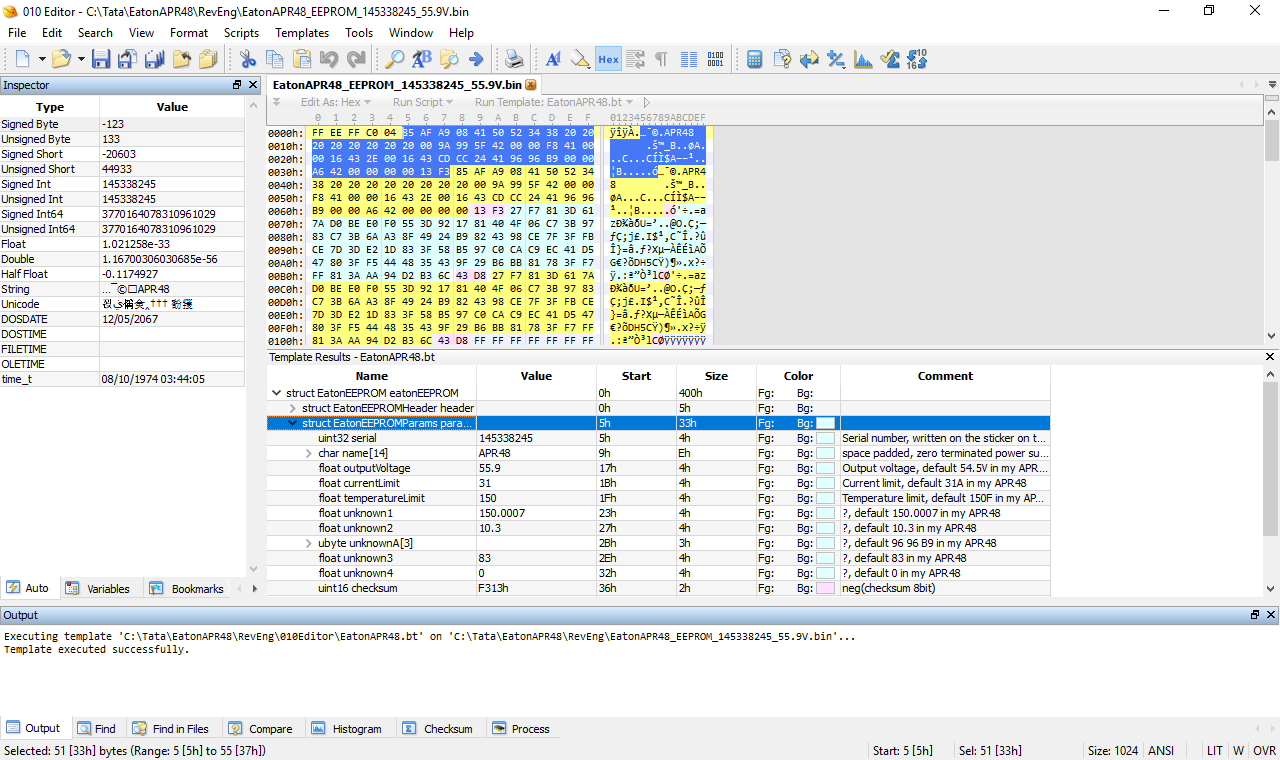 010 Editor - C:\Tata\EatonAPR48\RevEng\EatonAPR48_EEPROM_145338245_55.9V.bin
File Edit Search View Format Scripts Templates Tools Window Help
Inspector
Type Value
Signed Byte -123
Unsigned Byte 133
Signed Short -20603
Unsigned Short 44933
Signed Int 145338245
Unsigned Int 145338245
Signed Int64 3770164078310961029
Unsigned Int64 3770164078310961029
Float 1.021258e-33
Double 1.16700306030685e-56
Half Float -0.1174927
String …¯©□APR48
Unicode
DOSDATE 12/05/2067
DOSTIME
FILETIME
OLETIME
time_t 08/10/1974 03:44:05
Auto Variables Bookmarks
EatonAPR48_EEPROM_145338245_55.9V.bin
Edit As: Hex Run Script Run Template: EatonAPR48.bt
0 1 2 3 4 5 6 7 8 9 A B C D E F 0123456789ABCDEF
0000h: FF EE FF C0 04 85 AF A9 08 41 50 52 34 38 20 20 ÿîÿÀ.…¯©.APR48
0010h: 20 20 20 20 20 20 00 9A 99 5F 42 00 00 F8 41 00 .š™_B..øA.
0020h: 00 16 43 2E 00 16 43 CD CC 24 41 96 96 B9 00 00 ..C...CÍÌ$A––¹..
0030h: A6 42 00 00 00 00 13 F3 85 AF A9 08 41 50 52 34 ¦B.....ó…¯©.APR4
0040h: 38 20 20 20 20 20 20 20 20 00 9A 99 5F 42 00 00 8 .š™_B..
0050h: F8 41 00 00 16 43 2E 00 16 43 CD CC 24 41 96 96 øA...C...CÍÌ$A––
0060h: B9 00 00 A6 42 00 00 00 00 13 F3 27 F7 81 3D 61 ¹..¦B.....ó'÷.=a
0070h: 7A D0 BE E0 F0 55 3D 92 17 81 40 4F 06 C7 3B 97 zÐ¾àðU=’..@O.Ç;—
0080h: 83 C7 3B 6A A3 8F 49 24 B9 82 43 98 CE 7F 3F FB ƒÇ;j£.I$¹‚C˜Î.?û
0090h: CE 7D 3D E2 1D 83 3F 58 B5 97 C0 CA C9 EC 41 D5 Î}=â.ƒ?Xµ—ÀÊÉìAÕ
00A0h: 47 80 3F F5 44 48 35 43 9F 29 B6 BB 81 78 3F F7 G€?õDH5CŸ)¶».x?÷
00B0h: FF 81 3A AA 94 D2 B3 6C 43 D8 27 F7 81 3D 61 7A ÿ.:ª”Ò³lCØ'÷.=az
00C0h: D0 BE E0 F0 55 3D 92 17 81 40 4F 06 C7 3B 97 83 Ð¾àðU=’..@O.Ç;—ƒ
00D0h: C7 3B 6A A3 8F 49 24 B9 82 43 98 CE 7F 3F FB CE Ç;j£.I$¹‚C˜Î.?ûÎ
00E0h: 7D 3D E2 1D 83 3F 58 B5 97 C0 CA C9 EC 41 D5 47 }=â.ƒ?Xµ—ÀÊÉìAÕG
00F0h: 80 3F F5 44 48 35 43 9F 29 B6 BB 81 78 3F F7 FF €?õDH5CŸ)¶».x?÷ÿ
0100h: 81 3A AA 94 D2 B3 6C 43 D8 FF FF FF FF FF FF FF .:ª”Ò³lCØÿÿÿÿÿÿÿ
Template Results - EatonAPR48.bt
Name Value Start Size Color Comment
struct EatonEEPROM eatonEEPROM 0h 400h Fg: Bg:
struct EatonEEPROMHeader header 0h 5h Fg: Bg:
struct EatonEEPROMParams para... 5h 33h Fg: Bg:
uint32 serial 145338245 5h 4h Fg: Bg: Serial number, written on the sticker on t...
char name[14] APR48 9h Eh Fg: Bg: space padded, zero terminated power su...
float outputVoltage 55.9 17h 4h Fg: Bg: Output voltage, default 54.5V in my APR...
float currentLimit 31 1Bh 4h Fg: Bg: Current limit, default 31A in my APR48
float temperatureLimit 150 1Fh 4h Fg: Bg: Temperature limit, default 150F in my AP...
float unknown1 150.0007 23h 4h Fg: Bg: ?, default 150.0007 in my APR48
float unknown2 10.3 27h 4h Fg: Bg: ?, default 10.3 in my APR48
ubyte unknownA[3] 2Bh 3h Fg: Bg: ?, default 96 96 B9 in my APR48
float unknown3 83 2Eh 4h Fg: Bg: ?, default 83 in my APR48
float unknown4 0 32h 4h Fg: Bg: ?, default 0 in my APR48
uint16 checksum F313h 36h 2h Fg: Bg: neg(checksum 8bit)
Output
Executing template 'C:\Tata\EatonAPR48\RevEng\010Editor\EatonAPR48.bt' on 'C:\Tata\EatonAPR48\RevEng\EatonAPR48_EEPROM_145338245_55.9V.bin'...
Template executed successfully.
Output Find Find in Files Compare Histogram Checksum Process
Selected: 51 [33h] bytes (Range: 5 [5h] to 55 [37h]) Start: 5 [5h] Sel: 51 [33h] Size: 1024 ANSI LIT W OVR